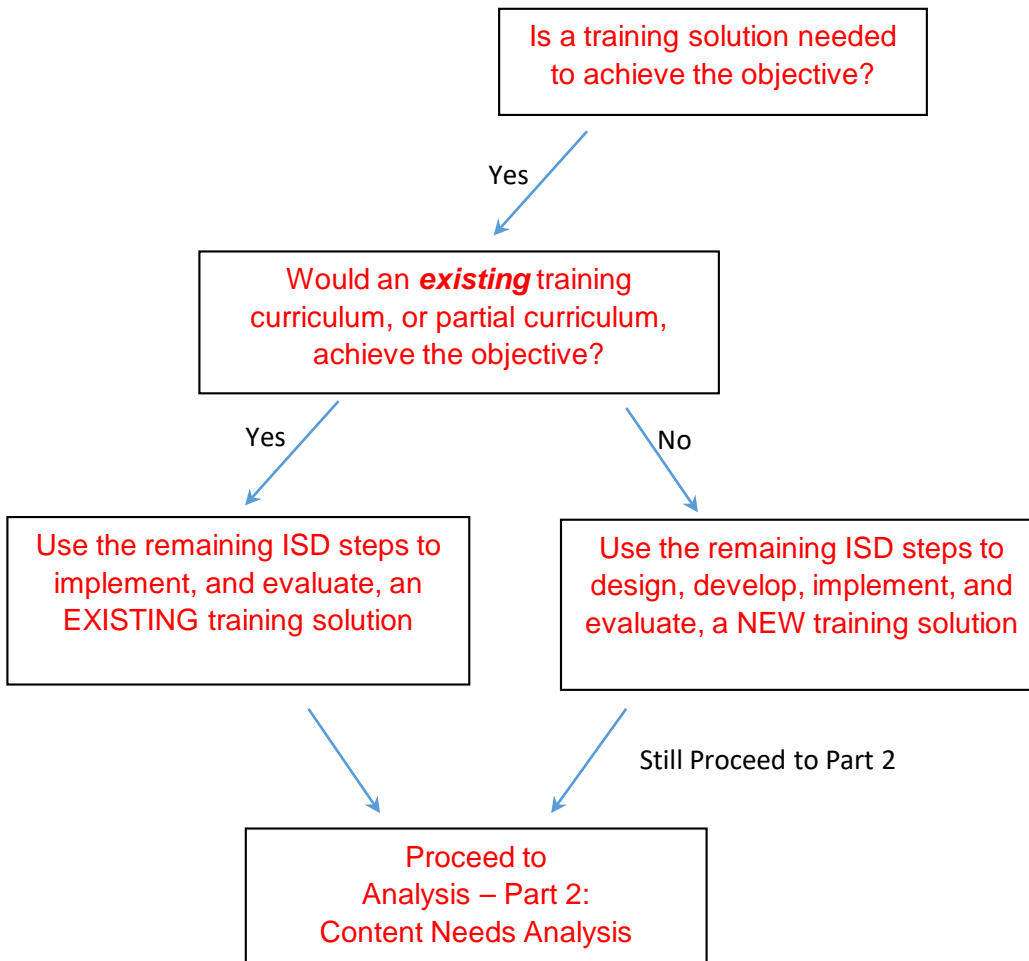 Is a training solution needed
to achieve the objective?
Yes
Would an existing training
curriculum, or partial curriculum,
achieve the objective?
Yes
No
Use the remaining ISD steps to
implement, and evaluate, an
EXISTING training solution
Use the remaining ISD steps to
design, develop, implement, and
evaluate, a NEW training solution
Still Proceed to Part 2
Proceed to
Analysis – Part 2:
Content Needs Analysis